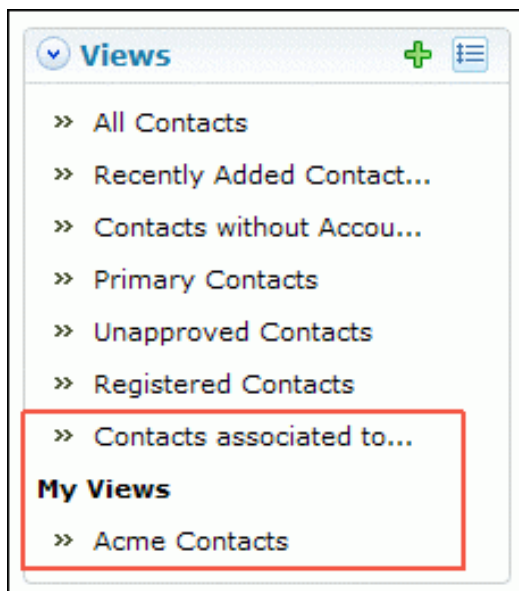 Views
» All Contacts
» Recently Added Contact...
» Contacts without Accou...
» Primary Contacts
» Unapproved Contacts
» Registered Contacts
» Contacts associated to...
My Views
» Acme Contacts